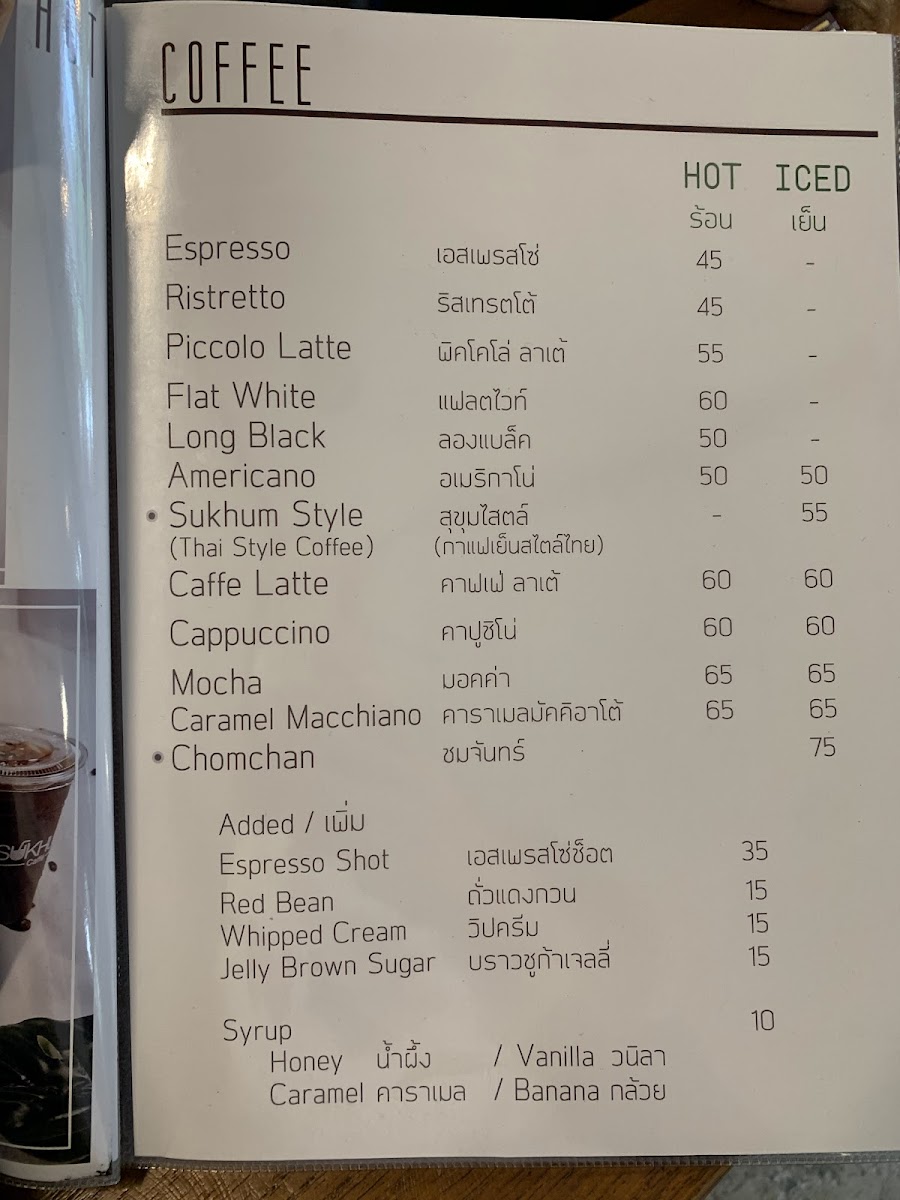 COFFEE
HOT ICED
ร้อน เย็น
Espresso เอสเพรสโซ่ 45 -
Ristretto ริสเทรตโต้ 45 -
Piccolo Latte พิคโคโล่ ลาเต้ 55 -
Flat White แฟลตไวท์ 60 -
Long Black ลองแบล็ค 50 -
Americano อเมริกาโน่ 50 50
• Sukhum Style สุขุมไสตล์ - 55
(Thai Style Coffee) (กาแฟเย็นสไตล์ไทย)
Caffe Latte คาฟเฟ่ ลาเต้ 60 60
Cappuccino คาปูชิโน่ 60 60
Mocha มอคค่า 65 65
Caramel Macchiano คาราเมลมัคคิอาโต้ 65 65
• Chomchan ชมจันทร์ 75
Added / เพิ่ม
Espresso Shot เอสเพรสโซ่ช็อต 35
Red Bean ถั่วแดงกวน 15
Whipped Cream วิปครีม 15
Jelly Brown Sugar บราวชูก้าเจลลี่ 15
Syrup 10
Honey น้ำผึ้ง / Vanilla วนิลา
Caramel คาราเมล / Banana กล้วย